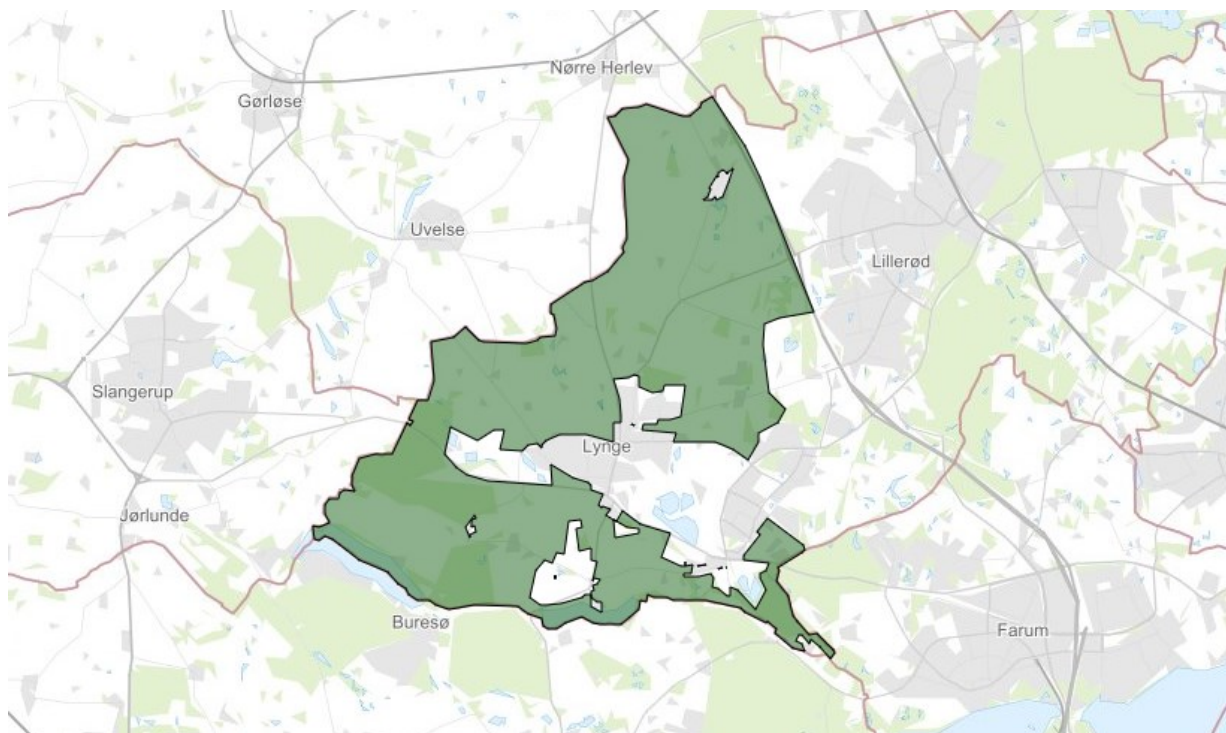 Nørre Herlev
Gørløse
Uvelse
Lillerød
Slangerup
Lynge
Jørlunde
Buresø
Farum